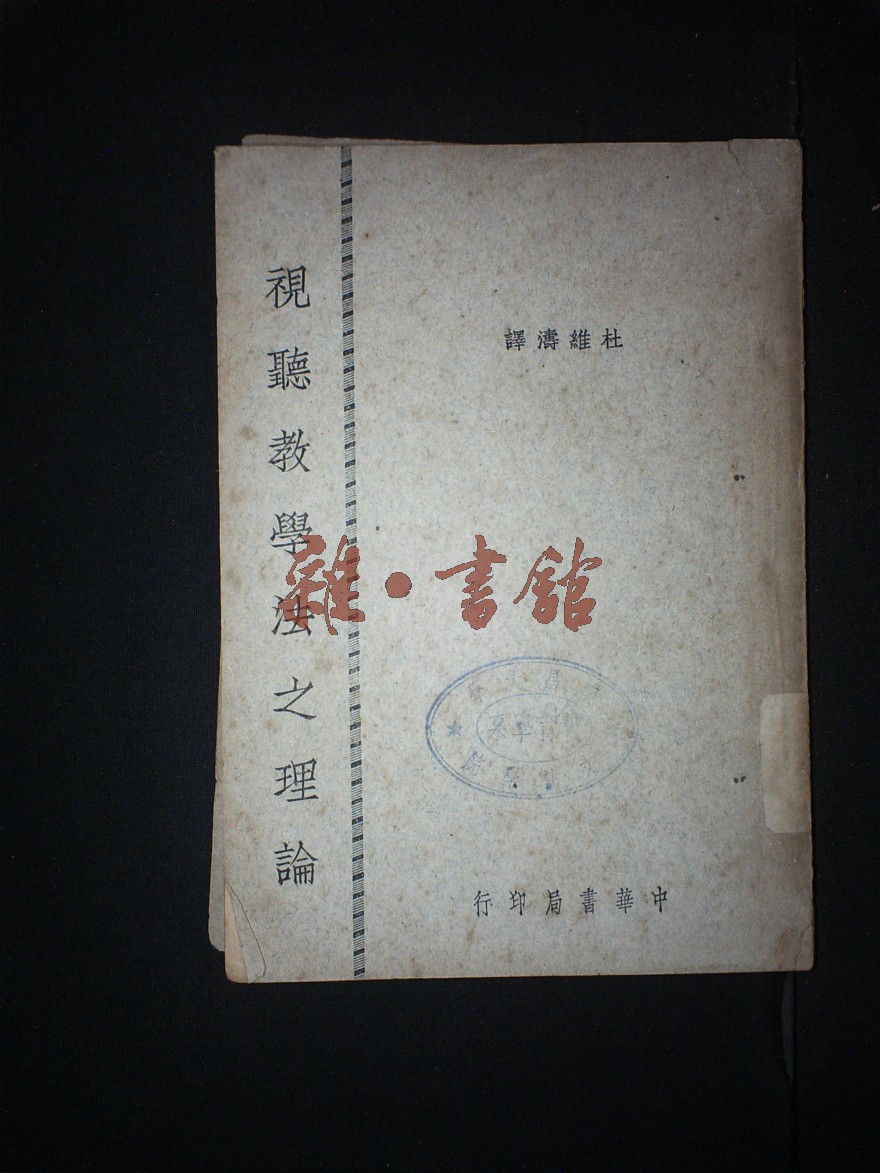 視聽教學法之理論
杜維濤譯
中華書局印行
雜·書館